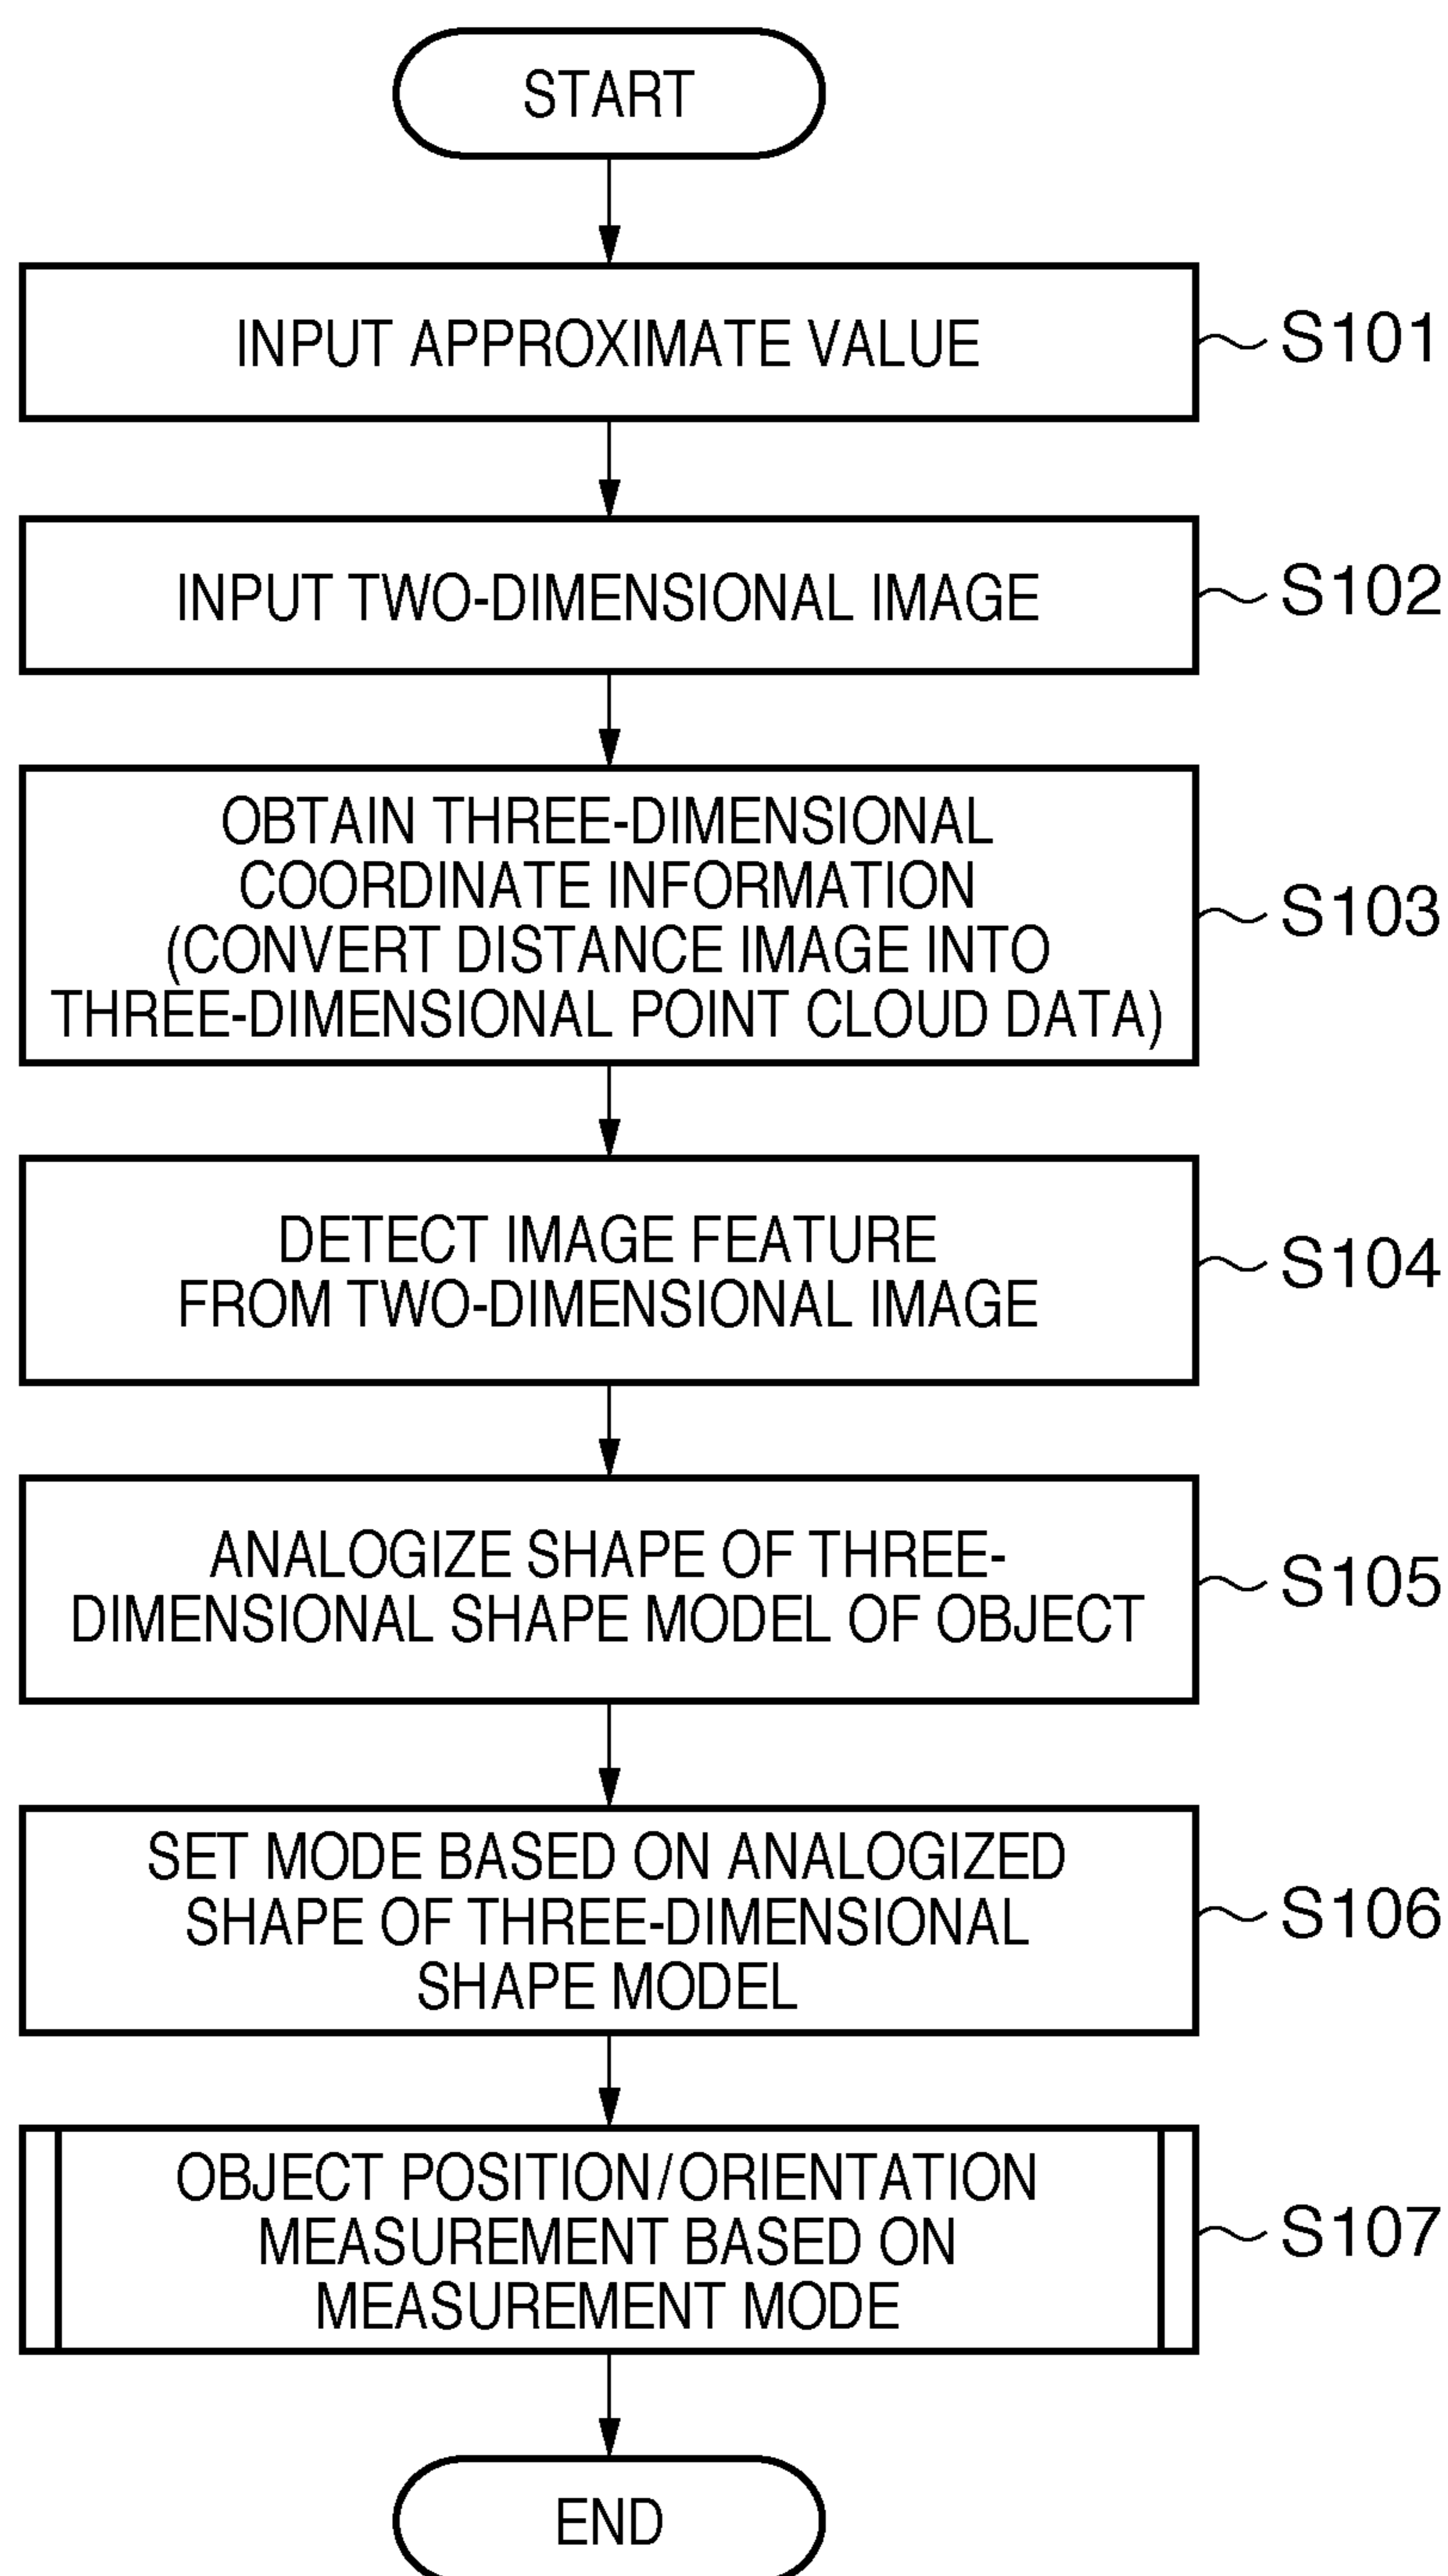 START
INPUT APPROXIMATE VALUE
S101
INPUT TWO-DIMENSIONAL IMAGE
S102
OBTAIN THREE-DIMENSIONAL
COORDINATE INFORMATION
(CONVERT DISTANCE IMAGE INTO
THREE-DIMENSIONAL POINT CLOUD DATA)
S103
DETECT IMAGE FEATURE
FROM TWO-DIMENSIONAL IMAGE
S104
ANALOGIZE SHAPE OF THREE-
DIMENSIONAL SHAPE MODEL OF OBJECT
S105
SET MODE BASED ON ANALOGIZED
SHAPE OF THREE-DIMENSIONAL
SHAPE MODEL
S106
OBJECT POSITION/ORIENTATION
MEASUREMENT BASED ON
MEASUREMENT MODE
S107
END